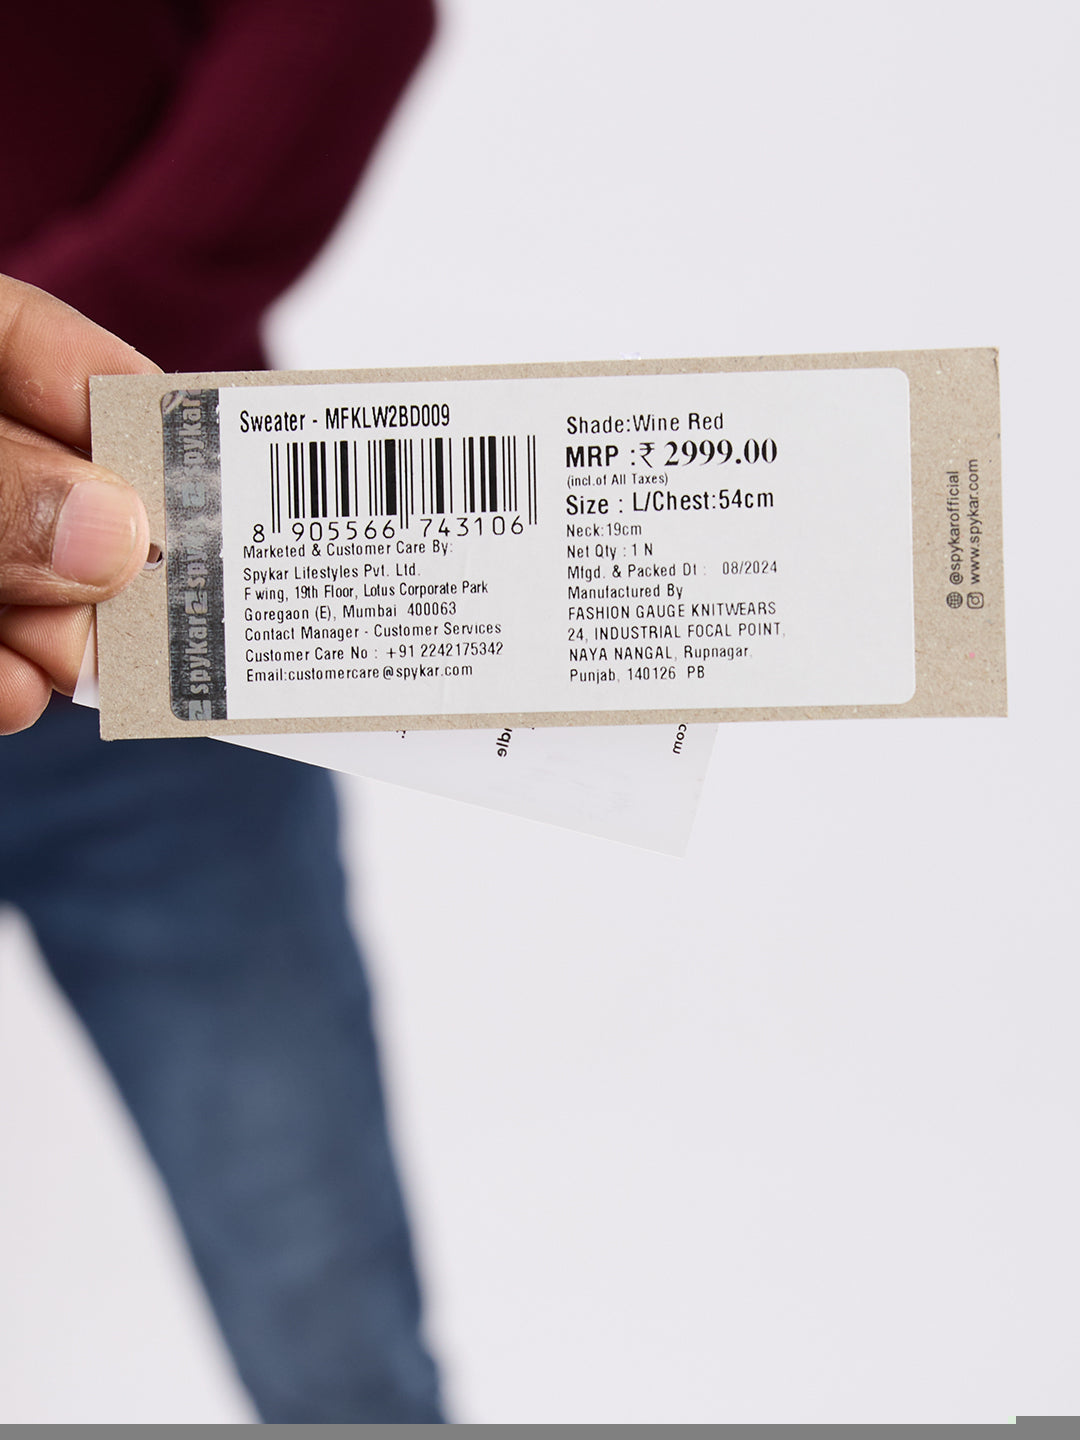 spykar spykar spykar
Sweater - MFKLW2BD009
8 905566 743106
Marketed & Customer Care By:
Spykar Lifestyles Pvt. Ltd.
F wing, 19th Floor, Lotus Corporate Park
Goregaon (E), Mumbai 400063
Contact Manager - Customer Services
Customer Care No : +91 2242175342
Email:customercare@spykar.com
Shade:Wine Red
MRP :₹ 2999.00
(incl.of All Taxes)
Size : L/Chest:54cm
Neck:19cm
Net Qty : 1 N
Mfgd. & Packed Dt : 08/2024
Manufactured By
FASHION GAUGE KNITWEARS
24, INDUSTRIAL FOCAL POINT,
NAYA NANGAL, Rupnagar,
Punjab, 140126 PB
@spykarofficial
www.spykar.com
com